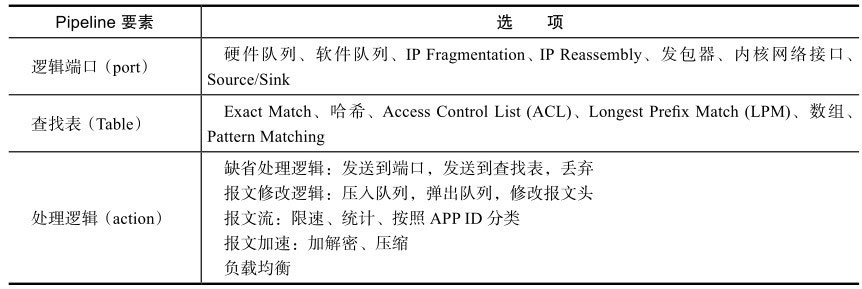 Pipeline 要素
选 项
逻辑端口（port）
硬件队列、软件队列、IP Fragmentation、IP Reassembly、发包器、内核网络接口、
Source/Sink
查找表（Table）
Exact Match、哈希、Access Control List (ACL)、Longest Prefix Match (LPM)、数组、
Pattern Matching
处理逻辑（action）
缺省处理逻辑：发送到端口，发送到查找表，丢弃
报文修改逻辑：压入队列，弹出队列，修改报文头
报文流：限速、统计、按照 APP ID 分类
报文加速：加解密、压缩
负载均衡